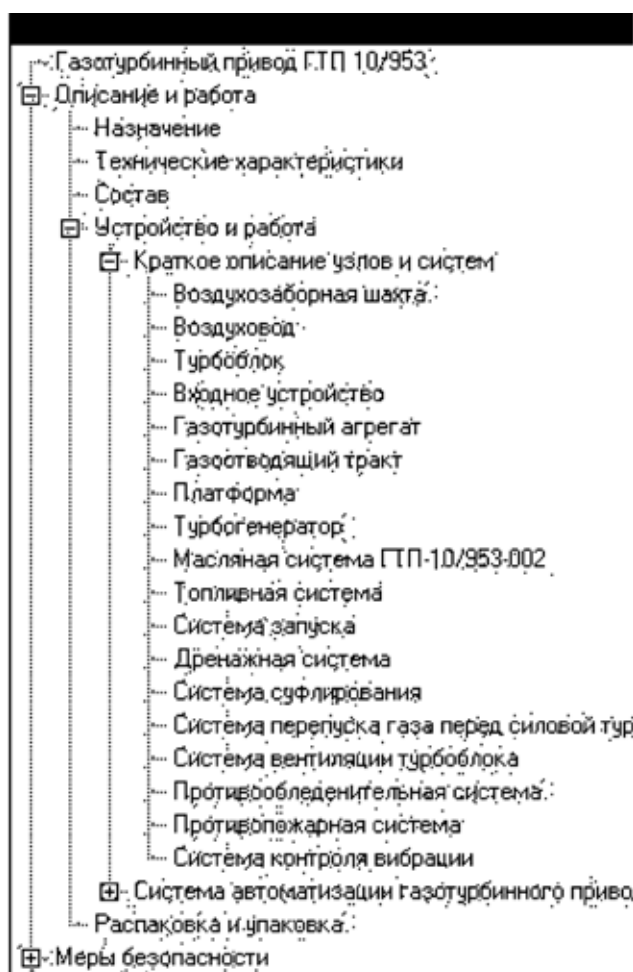 Газотурбинный привод ГТП 10/953
Описание и работа
Назначение
Технические характеристики
Состав
Устройство и работа
Краткое описание узлов и систем
Воздухозаборная шахта
Воздуховод
Турбоблок
Входное устройство
Газотурбинный агрегат
Газоотводящий тракт
Платформа
Турбогенератор
Масляная система ГТП-10/953-002
Топливная система
Система запуска
Дренажная система
Система суфлирования
Система перепуска газа перед силовой тур
Система вентиляции турбоблока
Противообледенительная система
Противопожарная система
Система контроля вибрации
Система автоматизации газотурбинного приво
Распаковка и упаковка
Меры безопасности